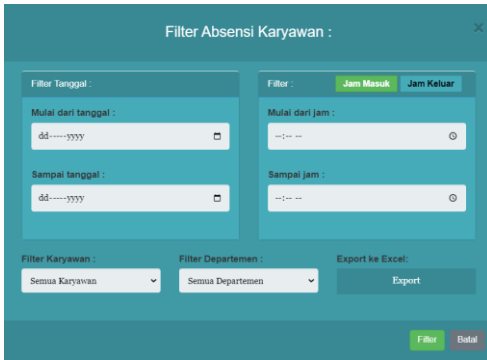 Filter Absensi Karyawan :
×
Filter Tanggal :
Mulai dari tanggal :
dd-----yyyy
Sampai tanggal :
dd-----yyyy
Filter :
Jam Masuk
Jam Keluar
Mulai dari jam :
--:-- --
Sampai jam :
--:-- --
Filter Karyawan :
Semua Karyawan
Filter Departemen :
Semua Departemen
Export ke Excel:
Export
Filter
Batal